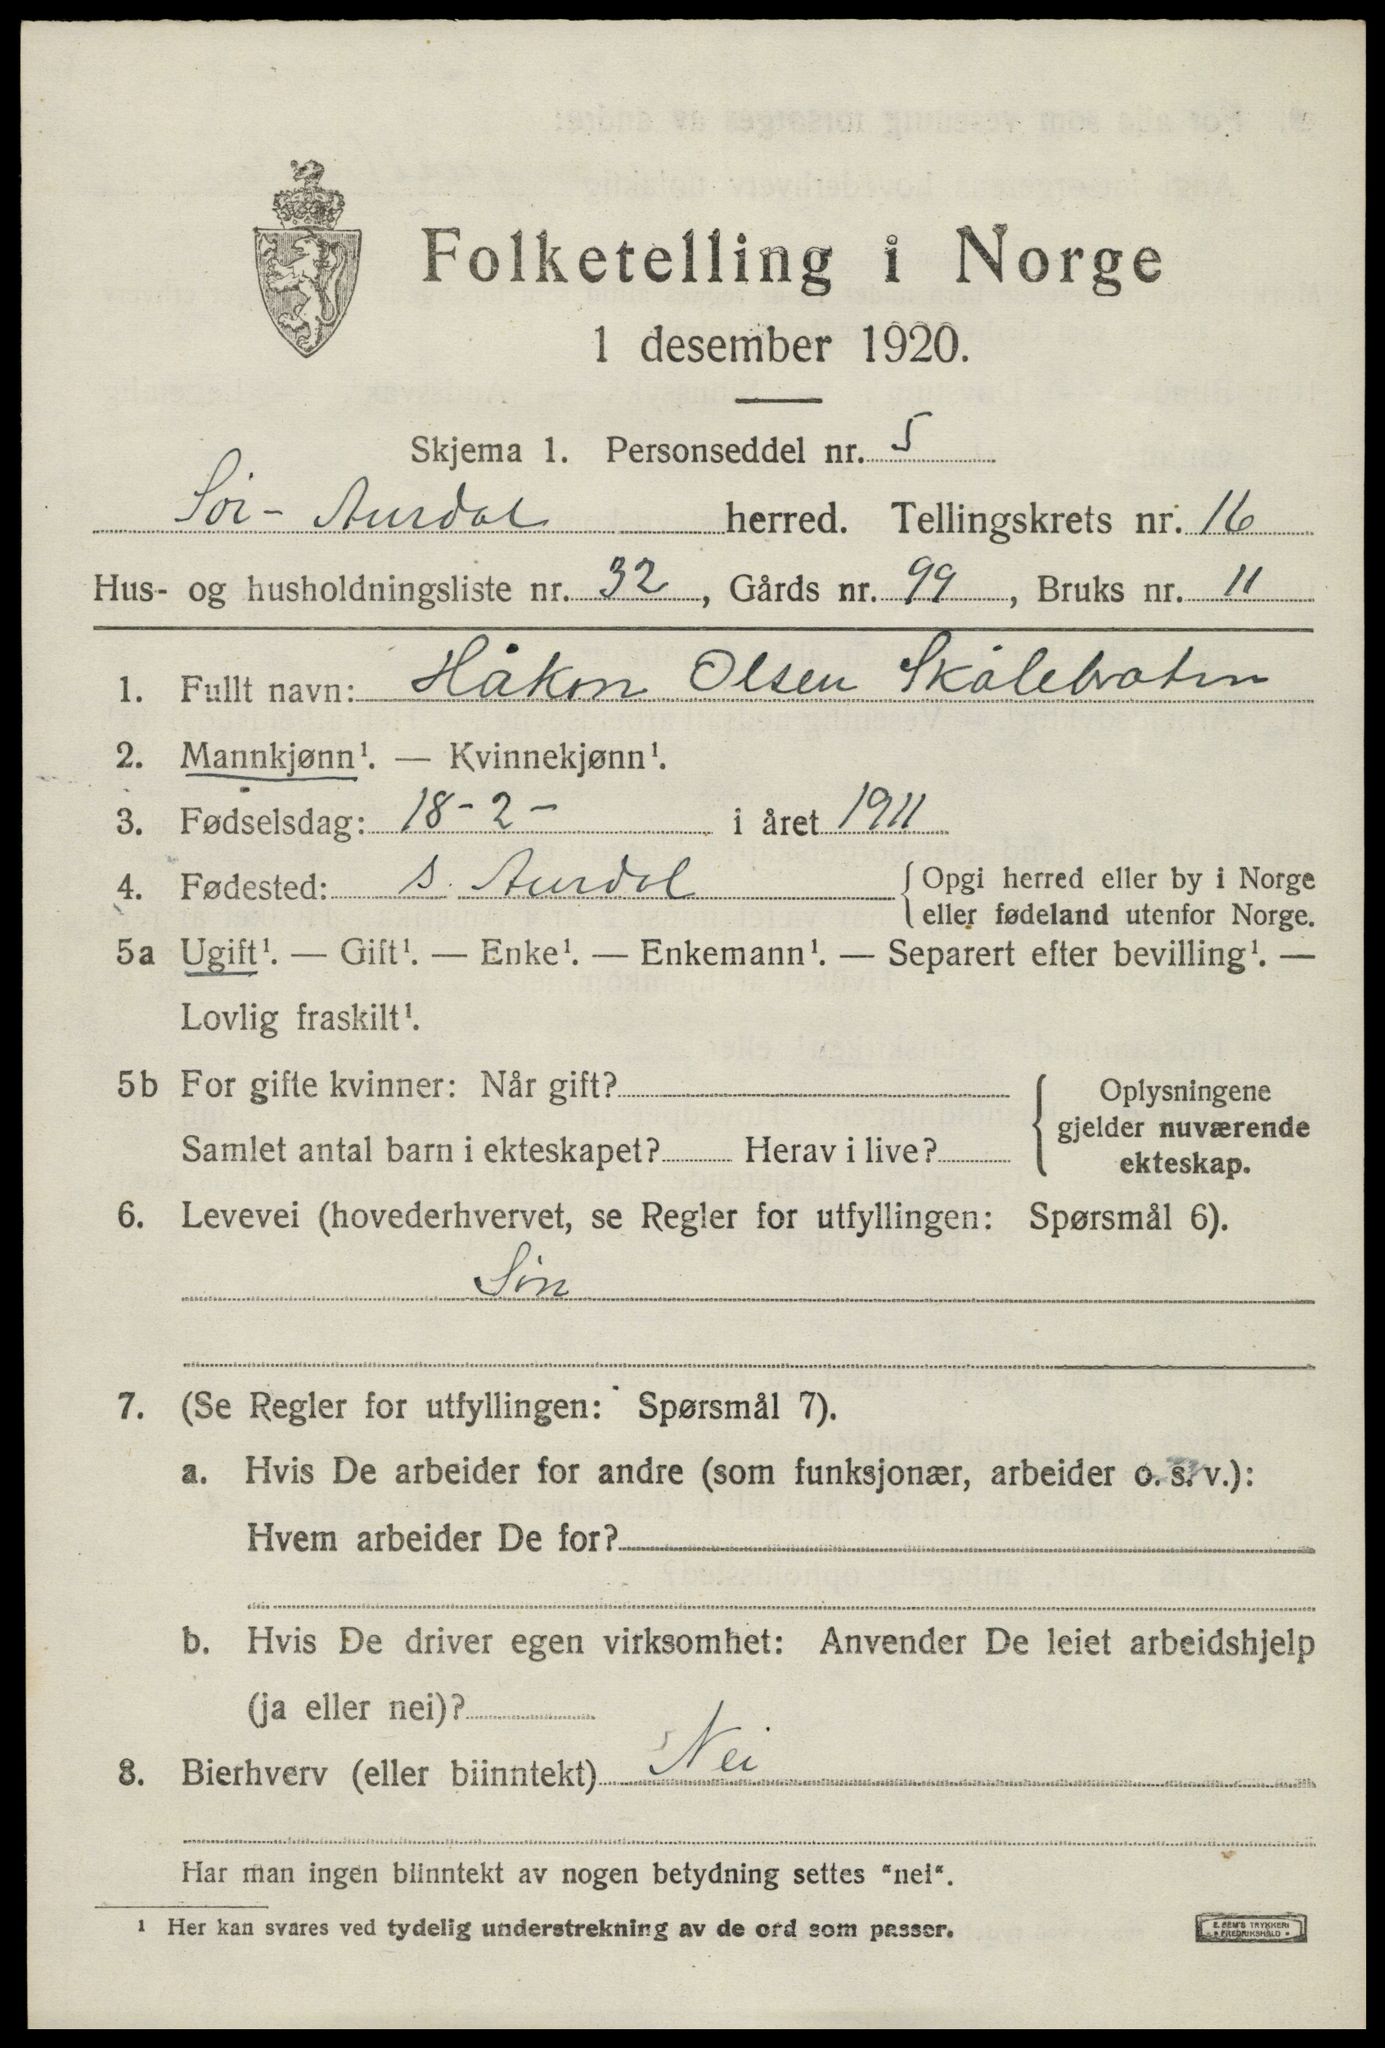 Folketelling i Norge
1 desember 1920.
Skjema 1. Personseddel nr. 5
Sør-Aurdal herred. Tellingskrets nr. 16
Hus- og husholdningsliste nr. 32, Gårds nr. 99, Bruks nr. 11
1. Fullt navn: Håkon Olsen Skålebraten
2. Mannkjønn¹. — Kvinnekjønn¹.
3. Fødselsdag: 18-2- i året 1911
4. Fødested: S. Aurdal {Opgi herred eller by i Norge
eller fødeland utenfor Norge.
5a Ugift¹. — Gift¹. — Enke¹. — Enkemann¹. — Separert efter bevilling¹. —
Lovlig fraskilt¹.
5b For gifte kvinner: Når gift?
Samlet antal barn i ekteskapet? Herav i live?
{Oplysningene
gjelder nuværende
ekteskap.
6. Levevei (hovederhvervet, se Regler for utfyllingen: Spørsmål 6).
Søn
7. (Se Regler for utfyllingen: Spørsmål 7).
a. Hvis De arbeider for andre (som funksjonær, arbeider o. s. v.):
Hvem arbeider De for?
b. Hvis De driver egen virksomhet: Anvender De leiet arbeidshjelp
(ja eller nei)?
8. Bierhverv (eller biinntekt) Nei
Har man ingen biinntekt av nogen betydning settes "nei".
¹ Her kan svares ved tydelig understrekning av de ord som passer.
E. SEM'S TRYKKERI
FREDRIKSHALD